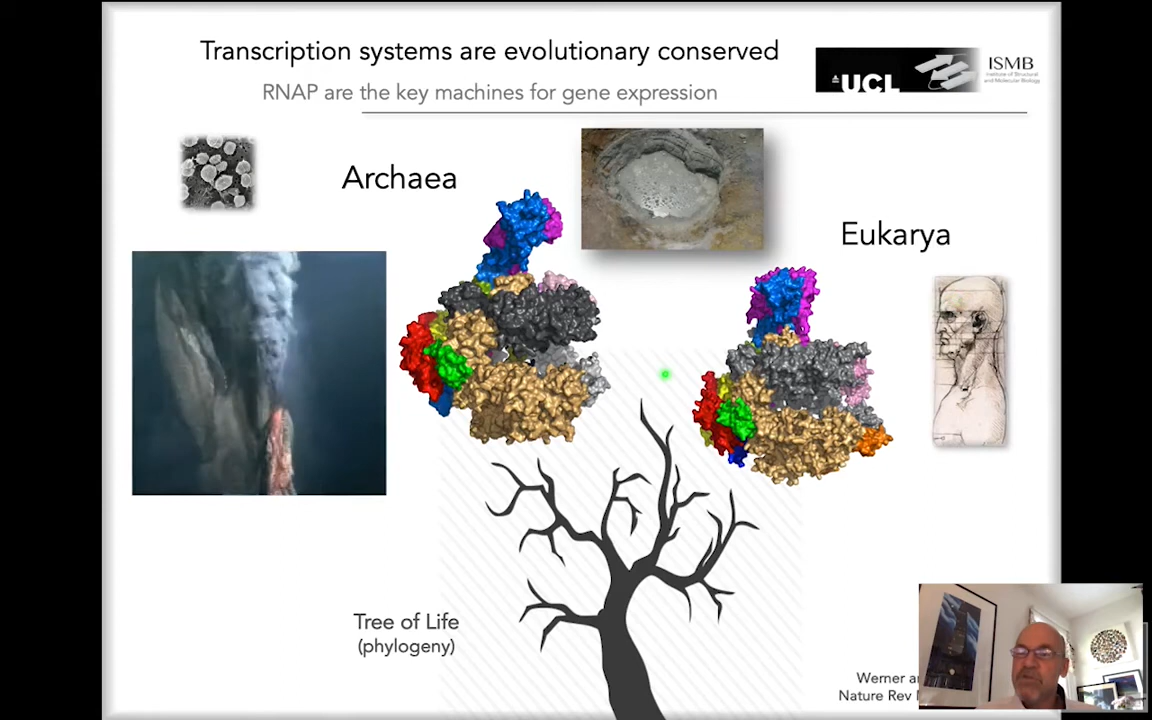 Transcription systems are evolutionary conserved
RNAP are the key machines for gene expression
UCL
ISMB
Institute of Structural
and Molecular Biology
Archaea
Eukarya
Tree of Life
(phylogeny)
Werner
Nature Rev